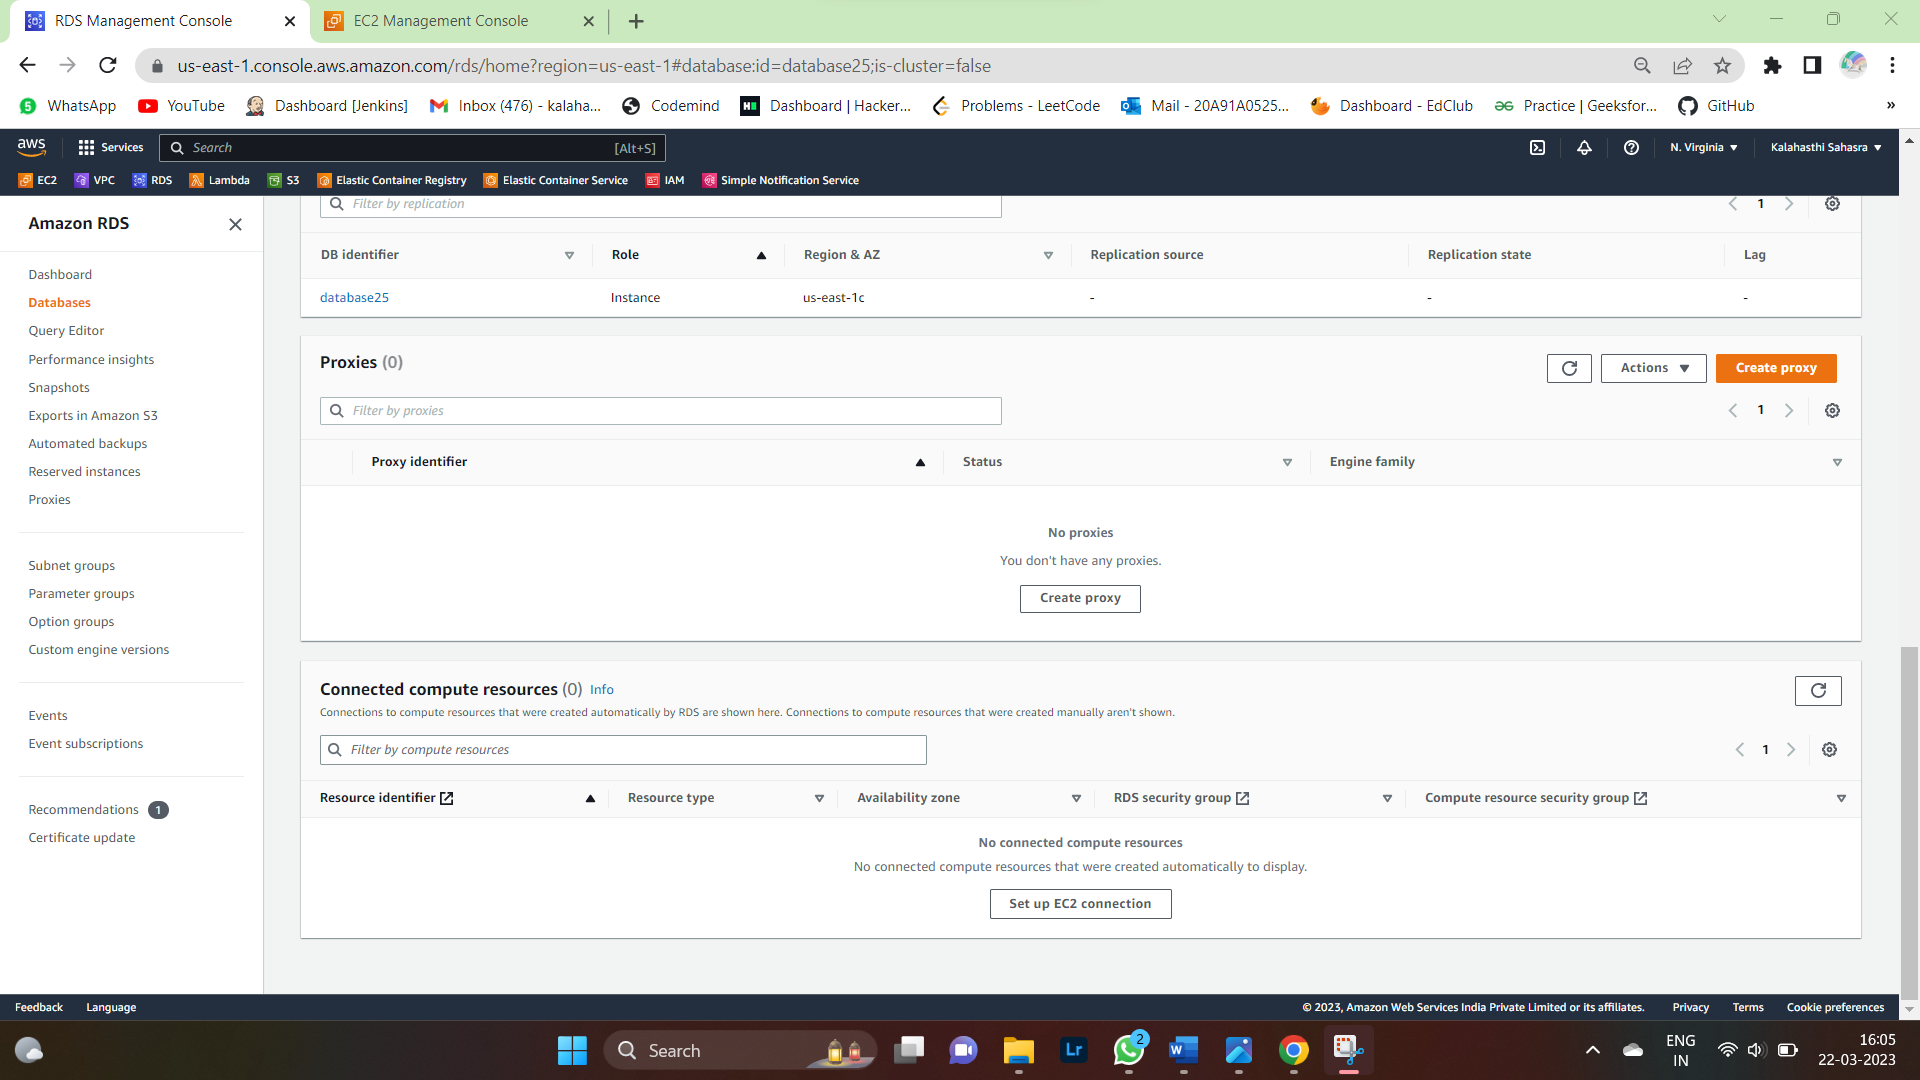 RDS Management Console
EC2 Management Console
us-east-1.console.aws.amazon.com/rds/home?region=us-east-1#database:id=database25;is-cluster=false
WhatsApp YouTube Dashboard [Jenkins] Inbox (476) - kalaha... Codemind Dashboard | Hacker... Problems - LeetCode Mail - 20A91A0525... Dashboard - EdClub Practice | Geeksfor... GitHub »
aws Services Search [Alt+S] N. Virginia Kalahasthi Sahasra
EC2 VPC RDS Lambda S3 Elastic Container Registry Elastic Container Service IAM Simple Notification Service
Amazon RDS
Dashboard
Databases
Query Editor
Performance insights
Snapshots
Exports in Amazon S3
Automated backups
Reserved instances
Proxies
Subnet groups
Parameter groups
Option groups
Custom engine versions
Events
Event subscriptions
Recommendations 1
Certificate update
Filter by replication 1
DB identifier Role Region & AZ Replication source Replication state Lag
database25 Instance us-east-1c - - -
Proxies (0)
Actions Create proxy
Filter by proxies 1
Proxy identifier Status Engine family
No proxies
You don't have any proxies.
Create proxy
Connected compute resources (0) Info
Connections to compute resources that were created automatically by RDS are shown here. Connections to compute resources that were created manually aren't shown.
Filter by compute resources 1
Resource identifier Resource type Availability zone RDS security group Compute resource security group
No connected compute resources
No connected compute resources that were created automatically to display.
Set up EC2 connection
Feedback Language © 2023, Amazon Web Services India Private Limited or its affiliates. Privacy Terms Cookie preferences
Search Lr 2 W
ENG
IN
16:05
22-03-2023